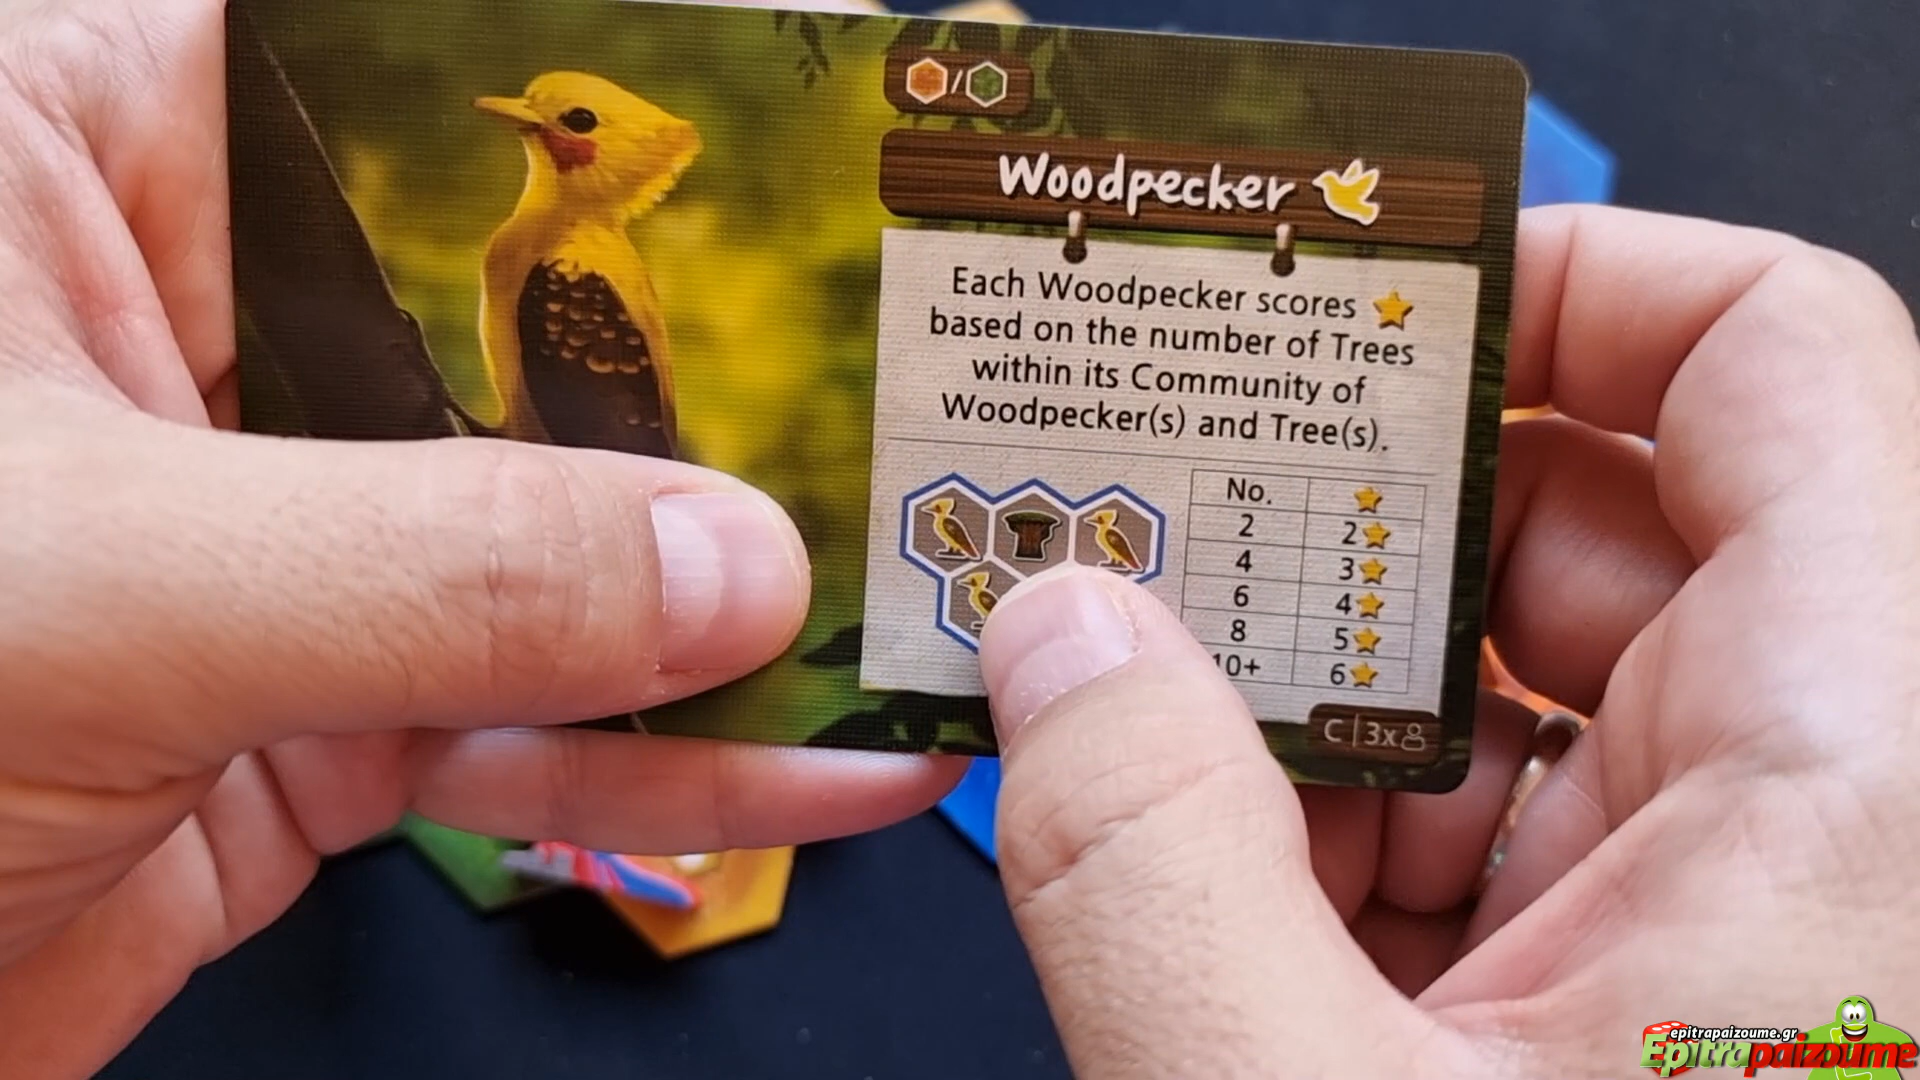 /
Woodpecker
Each Woodpecker scores
based on the number of Trees
within its Community of
Woodpecker(s) and Tree(s).
No.
2 2
4 3
6 4
8 5
10+ 6
C | 3x
epitrapaizoume.gr
Epitrapaizoume